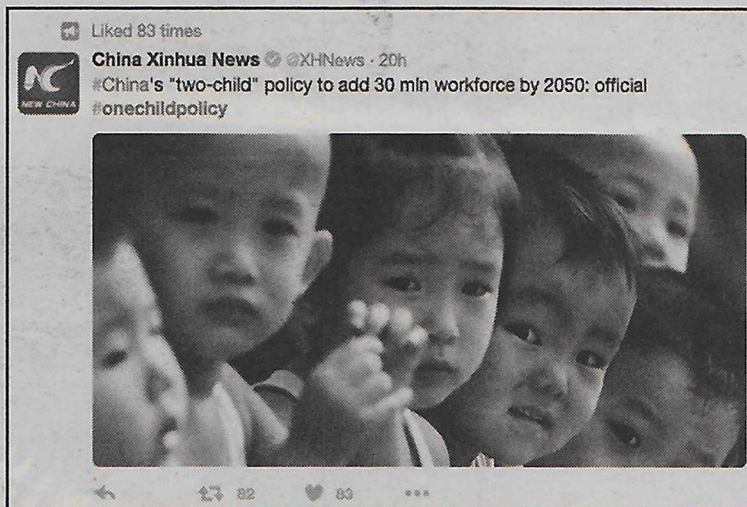 Liked 83 times
China Xinhua News @XHNews · 20h
#China's "two-child" policy to add 30 mln workforce by 2050: official
#onechildpolicy
NEW CHINA
82 83